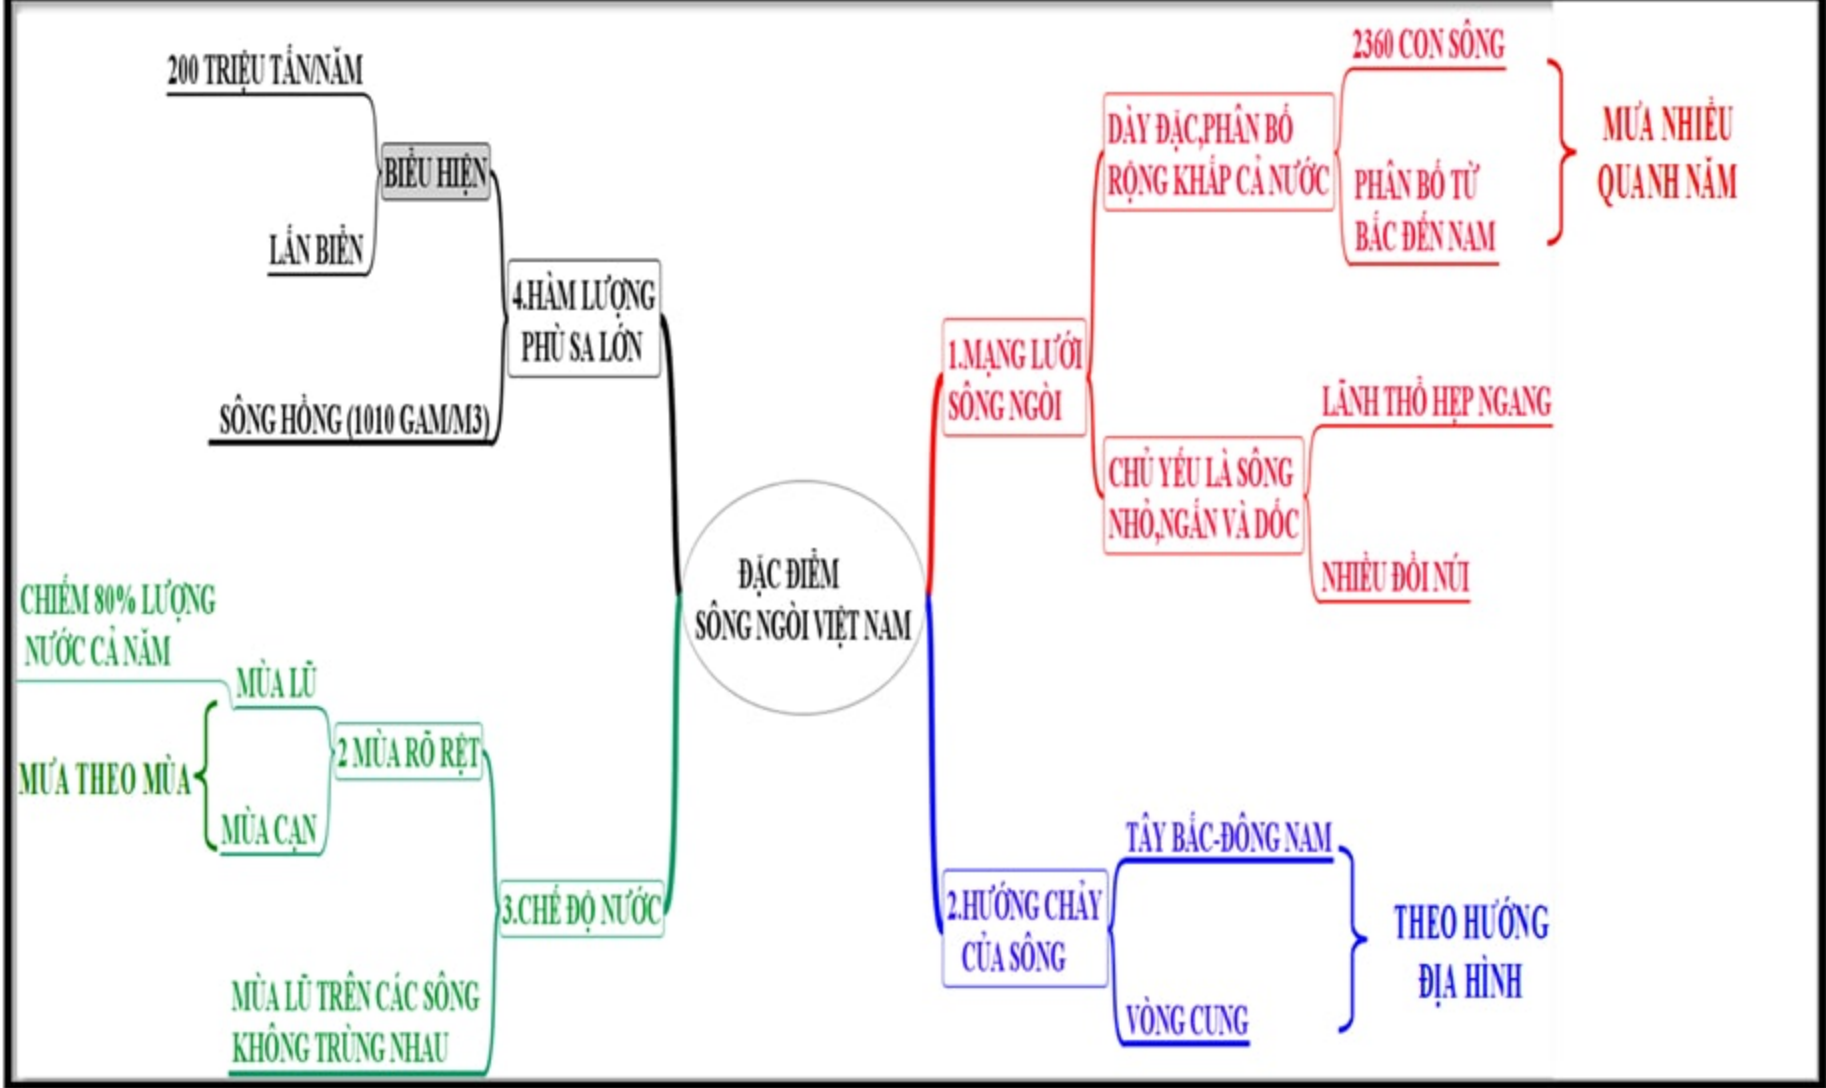 ĐẶC ĐIỂM
SÔNG NGÒI VIỆT NAM
1.MẠNG LƯỚI
SÔNG NGÒI
DÀY ĐẶC,PHÂN BỐ
RỘNG KHẮP CẢ NƯỚC
2360 CON SÔNG
PHÂN BỐ TỪ
BẮC ĐẾN NAM
MƯA NHIỀU
QUANH NĂM
CHỦ YẾU LÀ SÔNG
NHỎ,NGẮN VÀ DỐC
LÃNH THỔ HẸP NGANG
NHIỀU ĐỒI NÚI
2.HƯỚNG CHẢY
CỦA SÔNG
TÂY BẮC-ĐÔNG NAM
VÒNG CUNG
THEO HƯỚNG
ĐỊA HÌNH
3.CHẾ ĐỘ NƯỚC
2 MÙA RÕ RỆT
MÙA LŨ
CHIẾM 80% LƯỢNG
NƯỚC CẢ NĂM
MÙA CẠN
MƯA THEO MÙA
MÙA LŨ TRÊN CÁC SÔNG
KHÔNG TRÙNG NHAU
4.HÀM LƯỢNG
PHÙ SA LỚN
BIỂU HIỆN
200 TRIỆU TẤN/NĂM
LẤN BIỂN
SÔNG HỒNG (1010 GAM/M3)